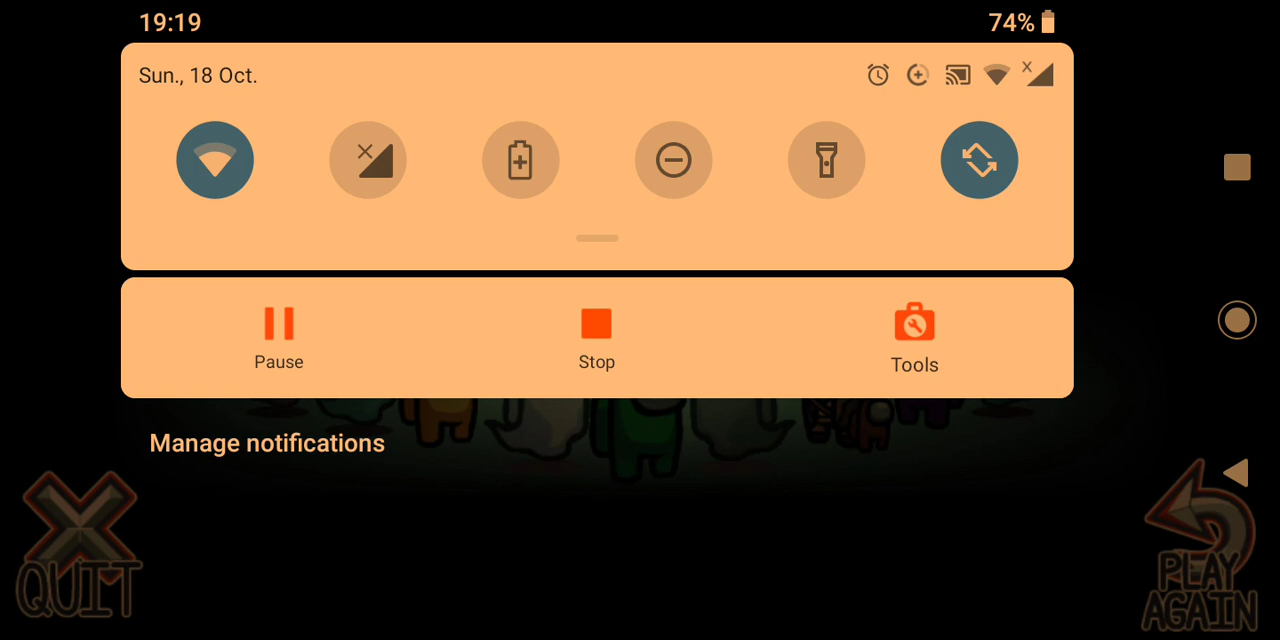 19:19 74%
Sun., 18 Oct.
Pause Stop Tools
Manage notifications
QUIT
PLAY
AGAIN